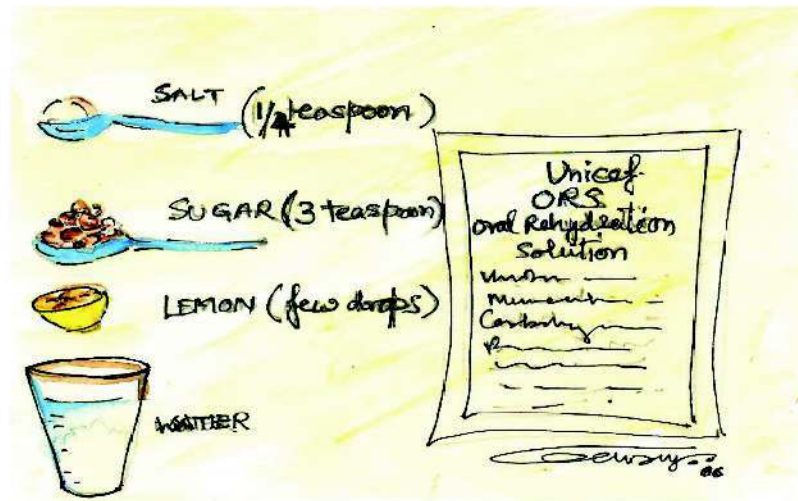 SALT (1/4 teaspoon)
SUGAR (3 teaspoon)
LEMON (few drops)
WATER
Unicef
ORS
Oral Rehydration
Solution